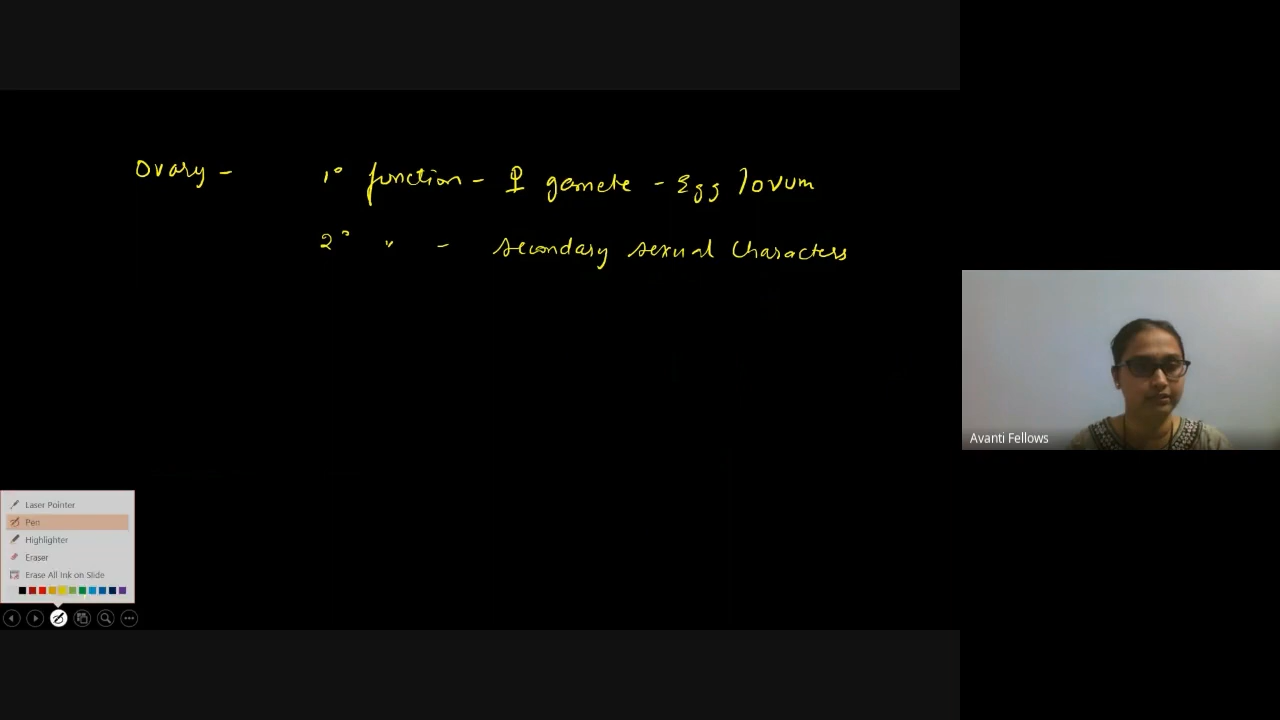 Ovary - 1° function - ♀ gamete - Egg /ovum
2° " - secondary sexual characters
Avanti Fellows
Laser Pointer
Pen
Highlighter
Eraser
Erase All Ink on Slide